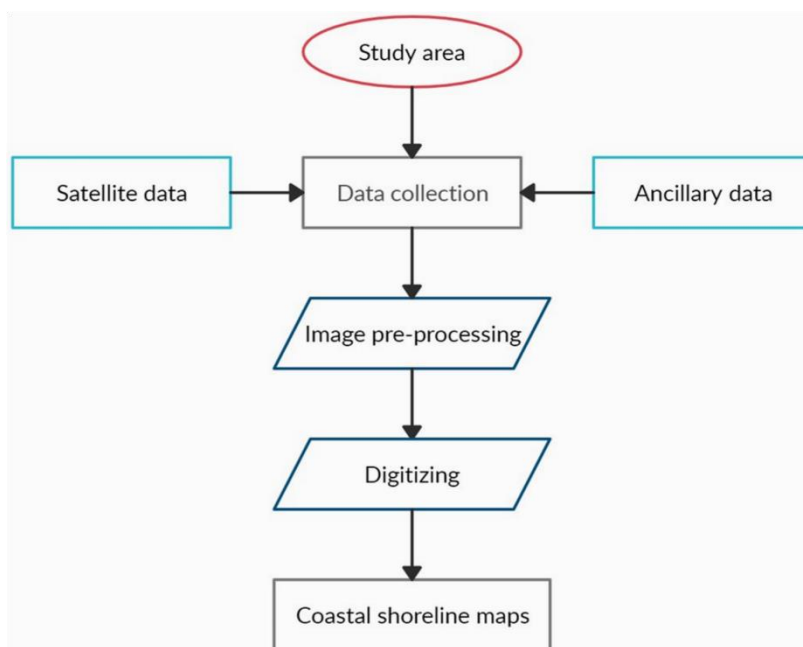 Study area
Satellite data
Data collection
Ancillary data
Image pre-processing
Digitizing
Coastal shoreline maps